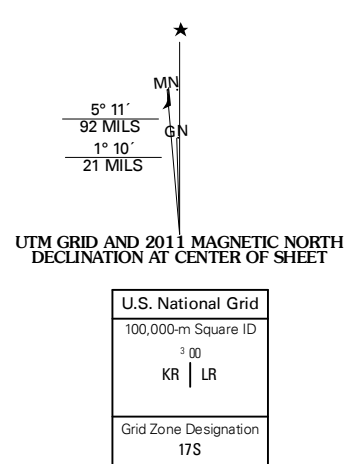 MN
5° 11´
92 MILS
GN
1° 10´
21 MILS
UTM GRID AND 2011 MAGNETIC NORTH
DECLINATION AT CENTER OF SHEET
U.S. National Grid
100,000-m Square ID
3 00
KR LR
Grid Zone Designation
17S